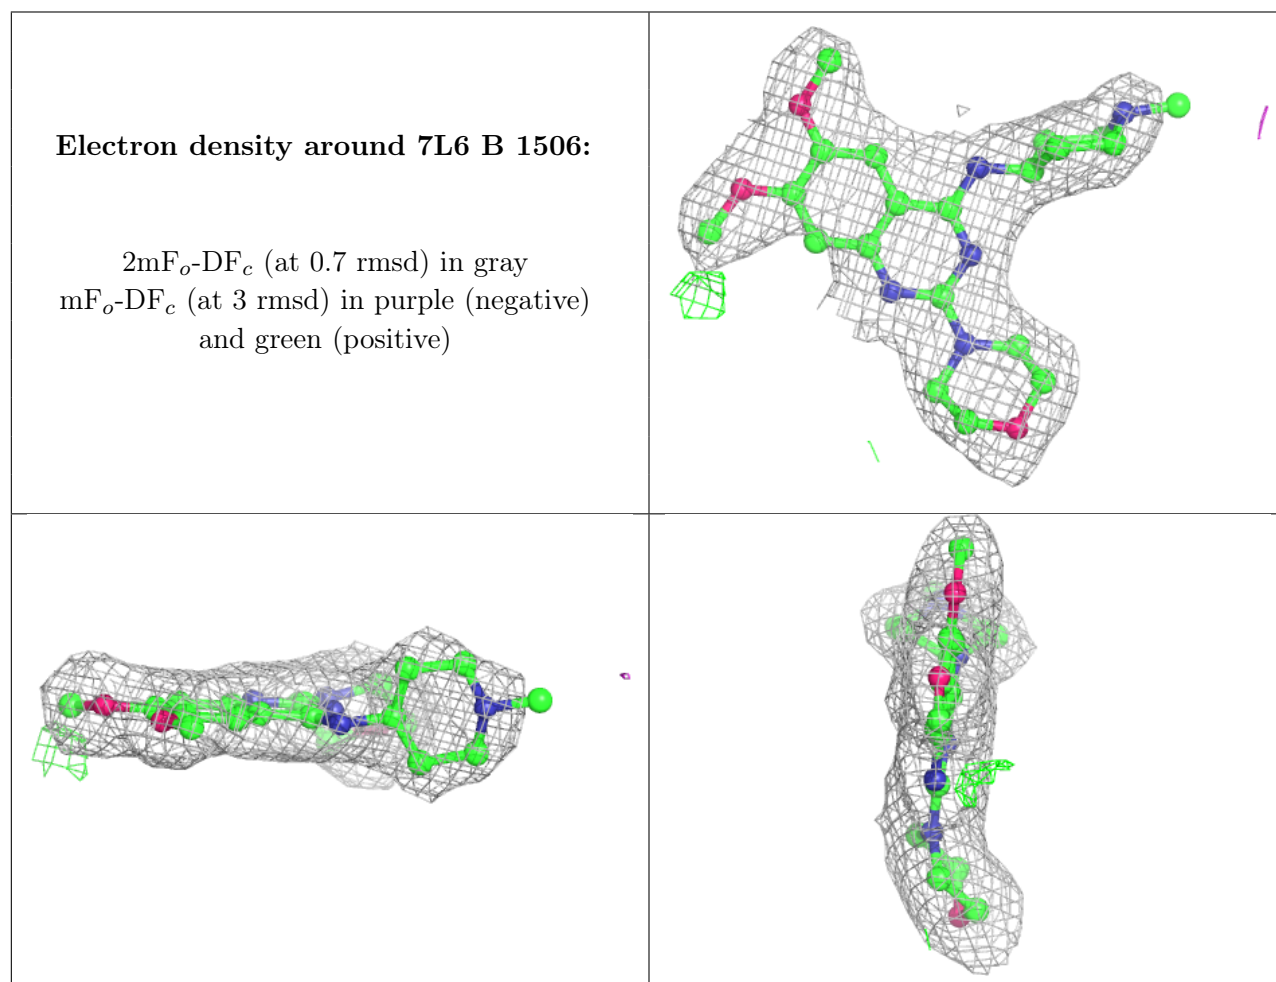 Electron density around 7L6 B 1506:
2mFo-DFc (at 0.7 rmsd) in gray
mFo-DFc (at 3 rmsd) in purple (negative)
and green (positive)